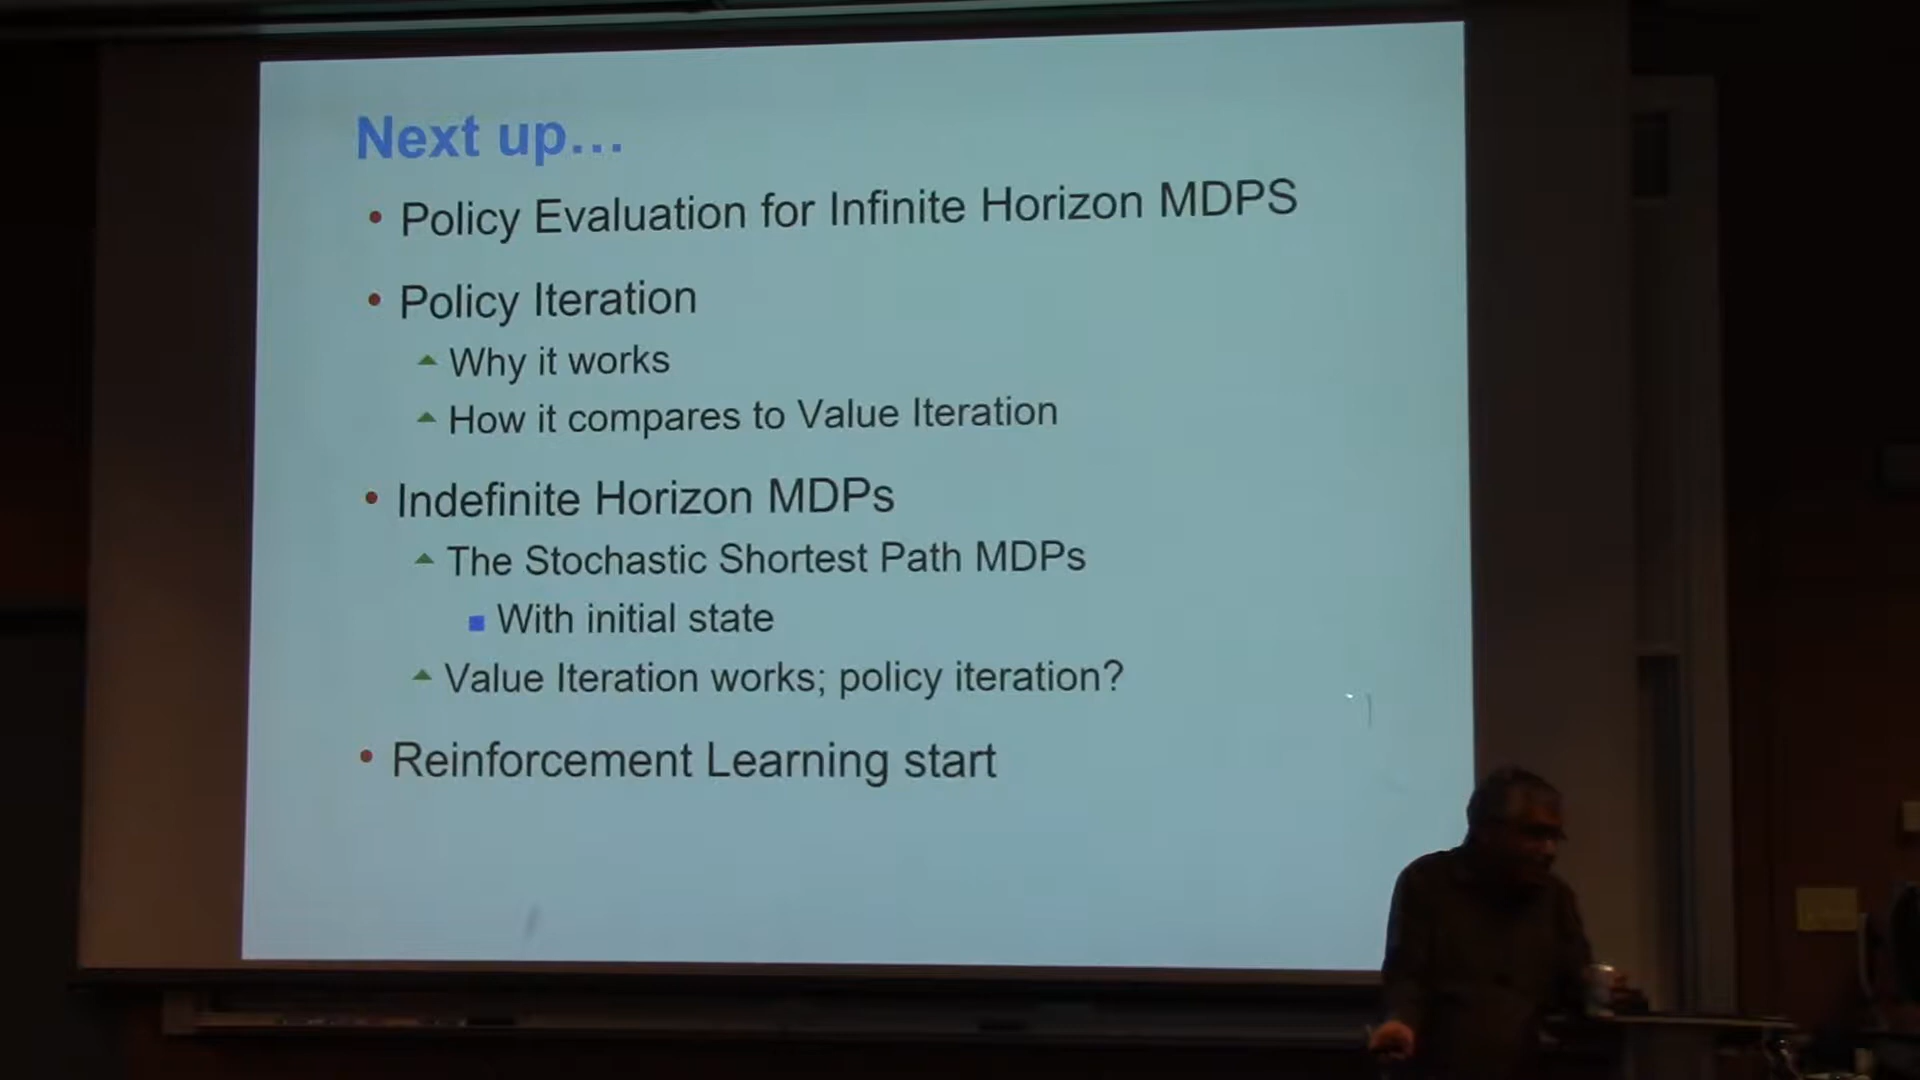 Next up...
• Policy Evaluation for Infinite Horizon MDPS
• Policy Iteration
Why it works
How it compares to Value Iteration
• Indefinite Horizon MDPs
The Stochastic Shortest Path MDPs
With initial state
Value Iteration works; policy iteration?
• Reinforcement Learning start